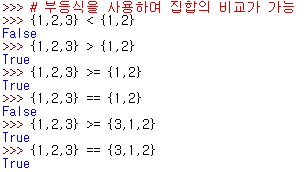 >>> # 부등식을 사용하여 집합의 비교가 가능
>>> {1,2,3} < {1,2}
False
>>> {1,2,3} > {1,2}
True
>>> {1,2,3} >= {1,2}
True
>>> {1,2,3} == {1,2}
False
>>> {1,2,3} >= {3,1,2}
True
>>> {1,2,3} == {3,1,2}
True